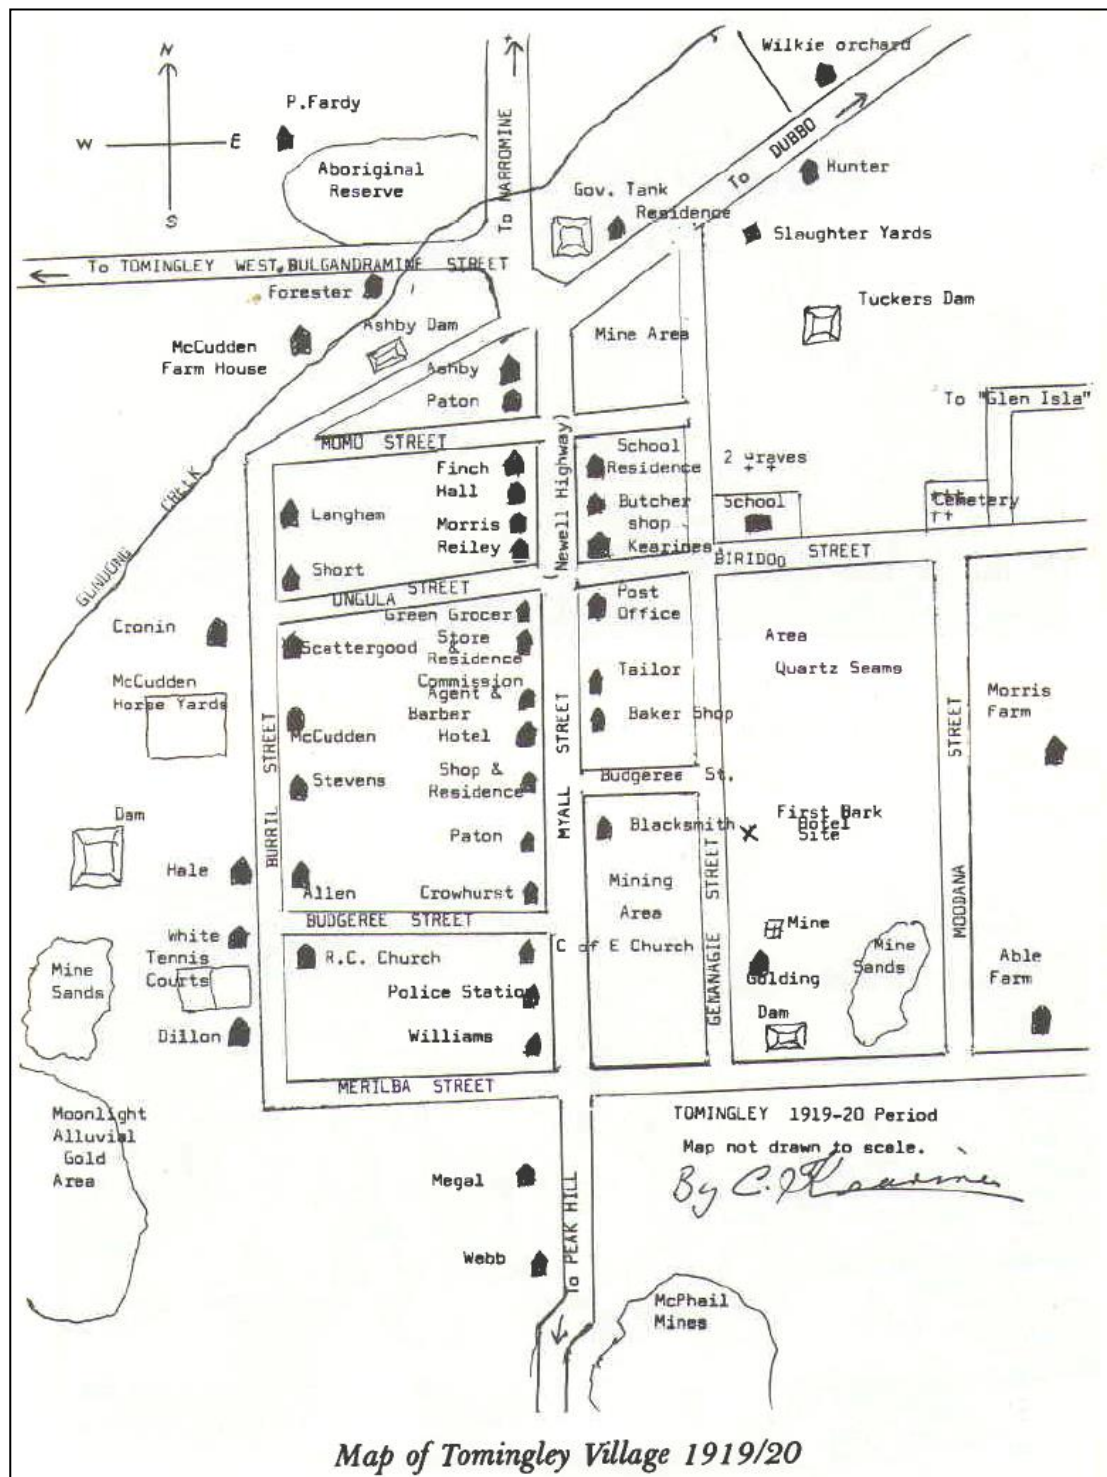 N
W E
S
P.Fardy
Aboriginal
Reserve
To NARROMINE
Wilkie orchard
To DUBBO
Hunter
Gov. Tank
Residence
Slaughter Yards
To TOMINGLEY WEST. BULGANDRAMINE STREET
Forester
Ashby Dam
McCudden
Farm House
Tuckers Dam
Mine Area
Ashby
Paton
To "Glen Isla"
MOMO STREET
(Newell Highway)
Finch
Hall
Morris
Reiley
School
Residence
Butcher
shop
Kearines.
2 Graves
School
Cemetery
Langham
Short
GUNDONG CREEK
BIRIDOO STREET
UNGULA STREET
Green Grocer
Store
&
Residence
Commission
Agent &
Barber
Hotel
Shop &
Residence
Paton
Crowhurst
Post
Office
Tailor
Baker Shop
Budgeree St.
Blacksmith
Mining
Area
Area
Quartz Seams
Morris
Farm
Cronin
McCudden
Horse Yards
Scattergood
McCudden
Stevens
Allen
BURRIL STREET
MYALL STREET
GENANAGIE STREET
MOODANA STREET
First Bark
Hotel
Site
Dam
Hale
White
Tennis
Courts
Dillon
Mine
Sands
BUDGEREE STREET
R.C. Church
C of E Church
Police Station
Williams
Mine
Golding
Dam
Mine
Sands
Able
Farm
MERILBA STREET
Moonlight
Alluvial
Gold
Area
Megal
Webb
To PEAK HILL
McPhail
Mines
TOMINGLEY 1919-20 Period
Map not drawn to scale.
By C. Kearines
Map of Tomingley Village 1919/20